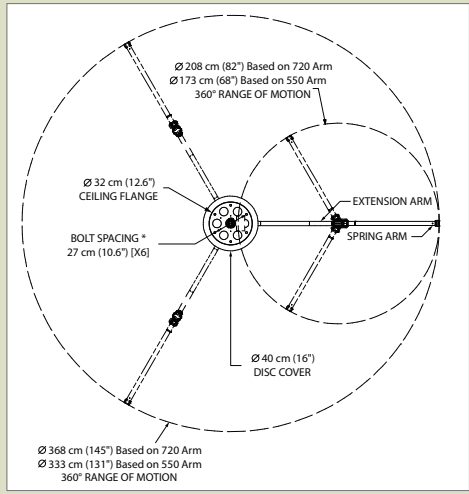 Ø 208 cm (82") Based on 720 Arm
Ø 173 cm (68") Based on 550 Arm
360° RANGE OF MOTION
Ø 32 cm (12.6")
CEILING FLANGE
EXTENSION ARM
BOLT SPACING *
27 cm (10.6") [X6]
SPRING ARM
Ø 40 cm (16")
DISC COVER
Ø 368 cm (145") Based on 720 Arm
Ø 333 cm (131") Based on 550 Arm
360° RANGE OF MOTION